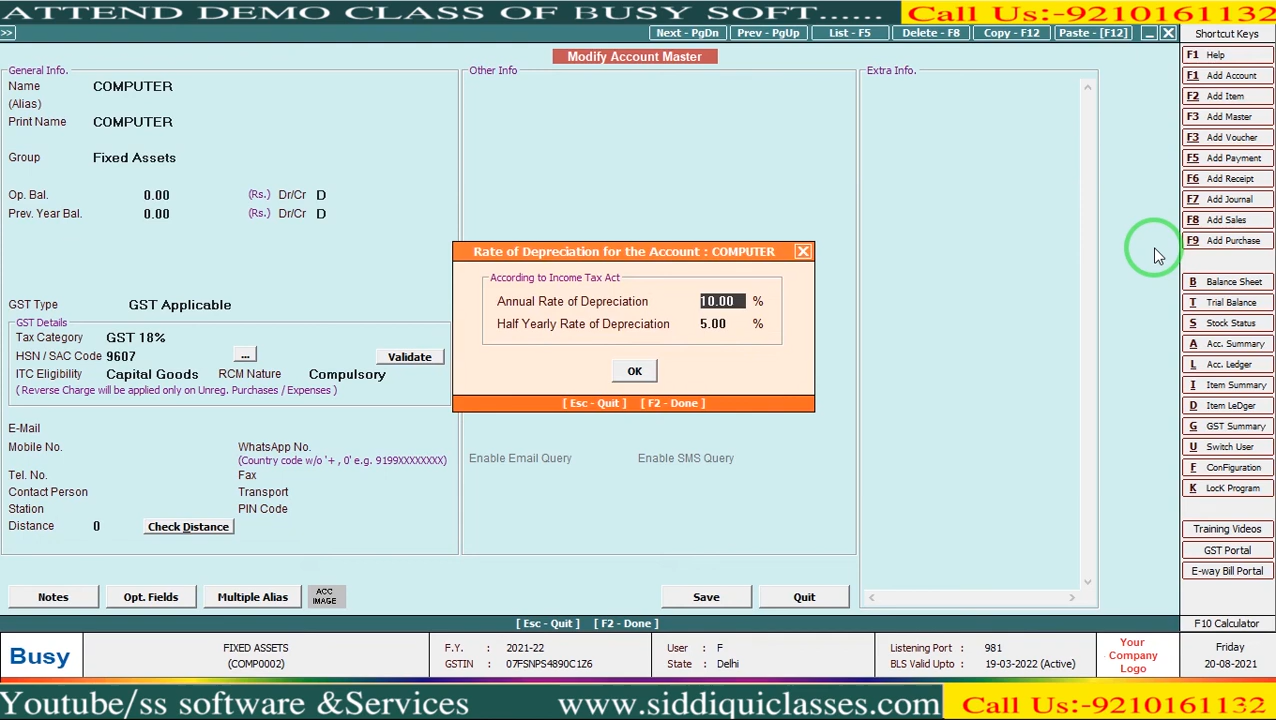 ATTEND DEMO CLASS OF BUSY SOFT......
Call Us:-9210161132
>>
Next - PgDn
Prev - PgUp
List - F5
Delete - F8
Copy - F12
Paste - [F12]
Shortcut Keys
Modify Account Master
General Info.
Other Info
Extra Info.
Name COMPUTER
(Alias)
Print Name COMPUTER
Group Fixed Assets
Op. Bal. 0.00 (Rs.) Dr/Cr D
Prev. Year Bal. 0.00 (Rs.) Dr/Cr D
GST Type GST Applicable
GST Details
Tax Category GST 18%
HSN / SAC Code 9607 ... Validate
ITC Eligibility Capital Goods RCM Nature Compulsory
( Reverse Charge will be applied only on Unreg. Purchases / Expenses )
E-Mail
Mobile No. WhatsApp No.
(Country code w/o '+ , 0' e.g. 9199XXXXXXXX)
Tel. No. Fax
Contact Person Transport
Station PIN Code
Distance 0 Check Distance
Rate of Depreciation for the Account : COMPUTER
According to Income Tax Act
Annual Rate of Depreciation 10.00 %
Half Yearly Rate of Depreciation 5.00 %
OK
[ Esc - Quit ] [ F2 - Done ]
Enable Email Query Enable SMS Query
Notes
Opt. Fields
Multiple Alias
ACC
IMAGE
Save
Quit
[ Esc - Quit ] [ F2 - Done ]
F1 Help
F1 Add Account
F2 Add Item
F3 Add Master
F3 Add Voucher
F5 Add Payment
F6 Add Receipt
F7 Add Journal
F8 Add Sales
F9 Add Purchase
B Balance Sheet
T Trial Balance
S Stock Status
A Acc. Summary
L Acc. Ledger
I Item Summary
D Item LeDger
G GST Summary
U Switch User
F ConFiguration
K LocK Program
Training Videos
GST Portal
E-way Bill Portal
F10 Calculator
Busy
FIXED ASSETS
(COMP0002)
F.Y. : 2021-22
GSTIN : 07FSNPS4890C1Z6
User : F
State : Delhi
Listening Port : 981
BLS Valid Upto : 19-03-2022 (Active)
Your
Company
Logo
Friday
20-08-2021
Youtube/ss software &Services
www.siddiquiclasses.com
Call Us:-9210161132